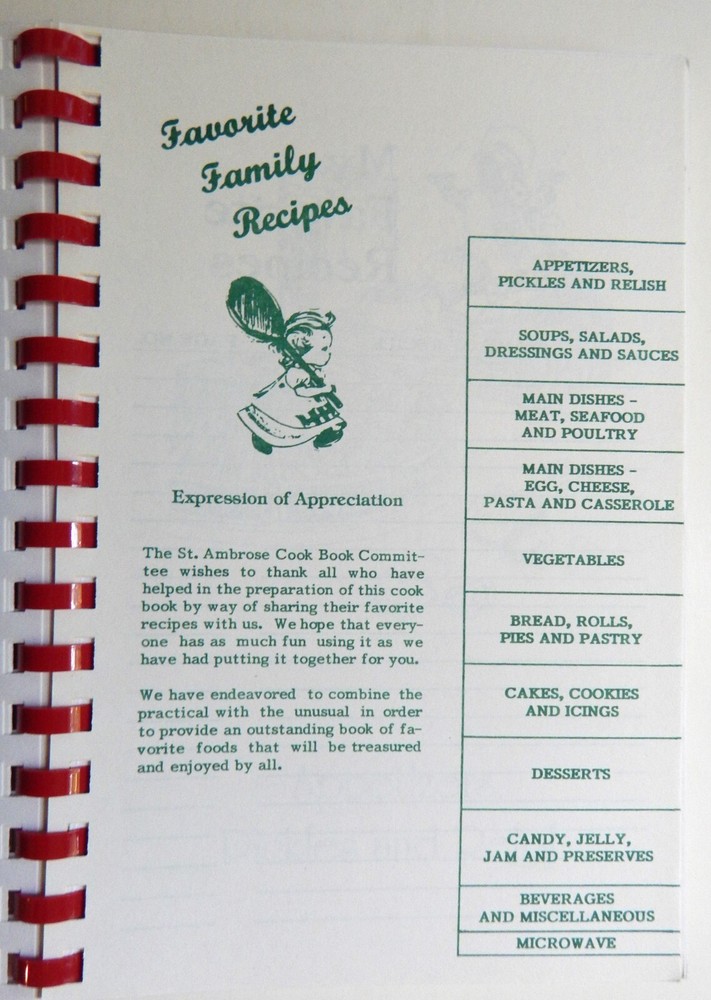 Favorite
Family
Recipes
Expression of Appreciation
The St. Ambrose Cook Book Commit-
tee wishes to thank all who have
helped in the preparation of this cook
book by way of sharing their favorite
recipes with us. We hope that every-
one has as much fun using it as we
have had putting it together for you.
We have endeavored to combine the
practical with the unusual in order
to provide an outstanding book of fa-
vorite foods that will be treasured
and enjoyed by all.
APPETIZERS,
PICKLES AND RELISH
SOUPS, SALADS,
DRESSINGS AND SAUCES
MAIN DISHES -
MEAT, SEAFOOD
AND POULTRY
MAIN DISHES -
EGG, CHEESE,
PASTA AND CASSEROLE
VEGETABLES
BREAD, ROLLS,
PIES AND PASTRY
CAKES, COOKIES
AND ICINGS
DESSERTS
CANDY, JELLY,
JAM AND PRESERVES
BEVERAGES
AND MISCELLANEOUS
MICROWAVE